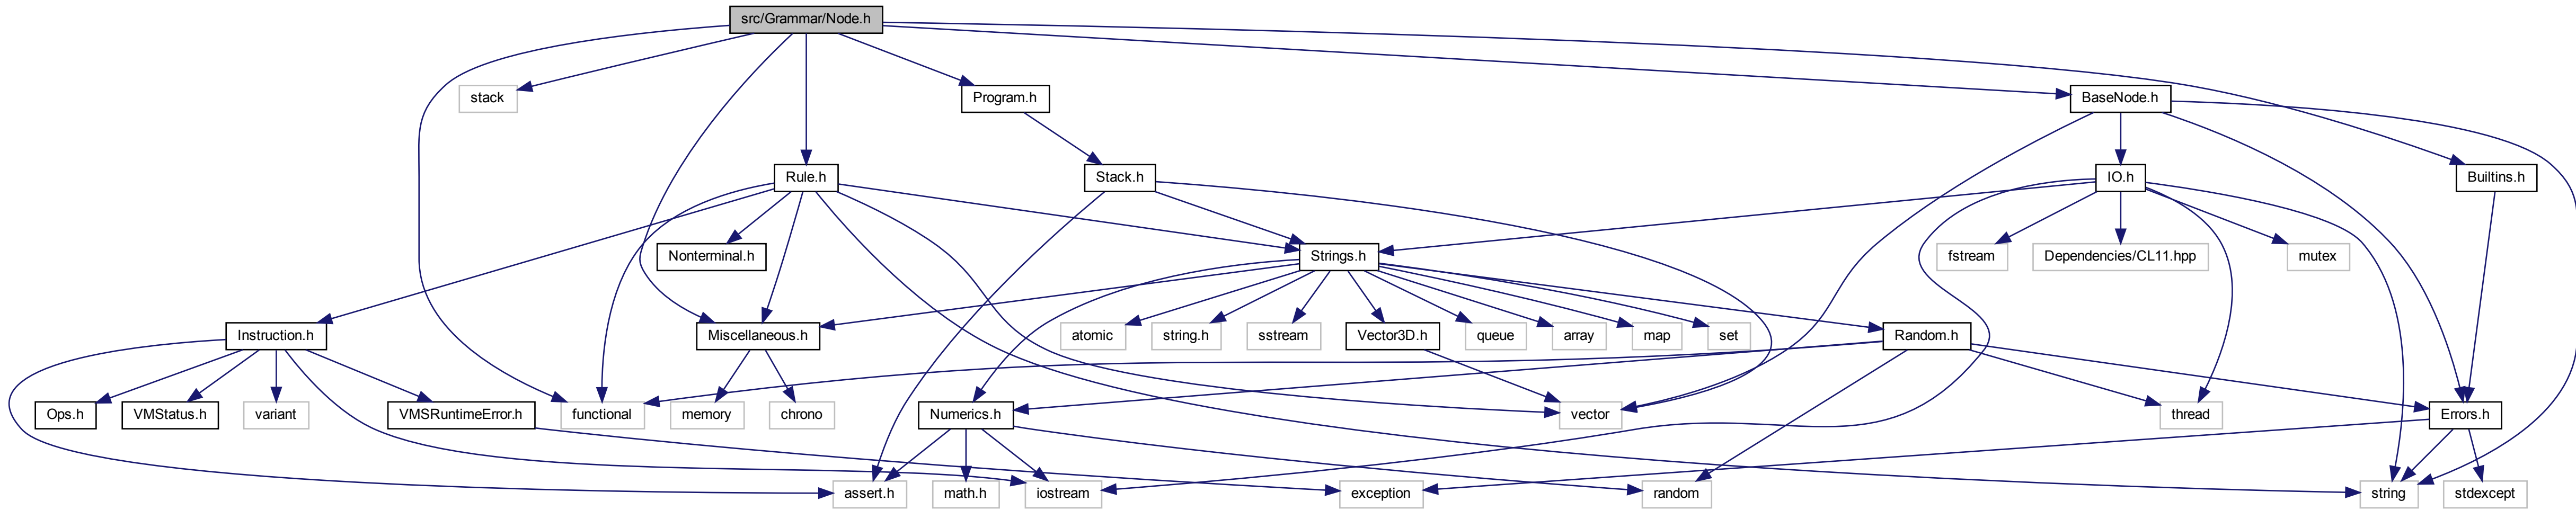 src/Grammar/Node.h
stack
Program.h
BaseNode.h
Rule.h
Stack.h
IO.h
Builtins.h
Nonterminal.h
Strings.h
fstream
Dependencies/CL11.hpp
mutex
Instruction.h
Miscellaneous.h
atomic
string.h
sstream
Vector3D.h
queue
array
map
set
Random.h
Ops.h
VMStatus.h
variant
VMSRuntimeError.h
functional
memory
chrono
Numerics.h
vector
thread
Errors.h
assert.h
math.h
iostream
exception
random
string
stdexcept